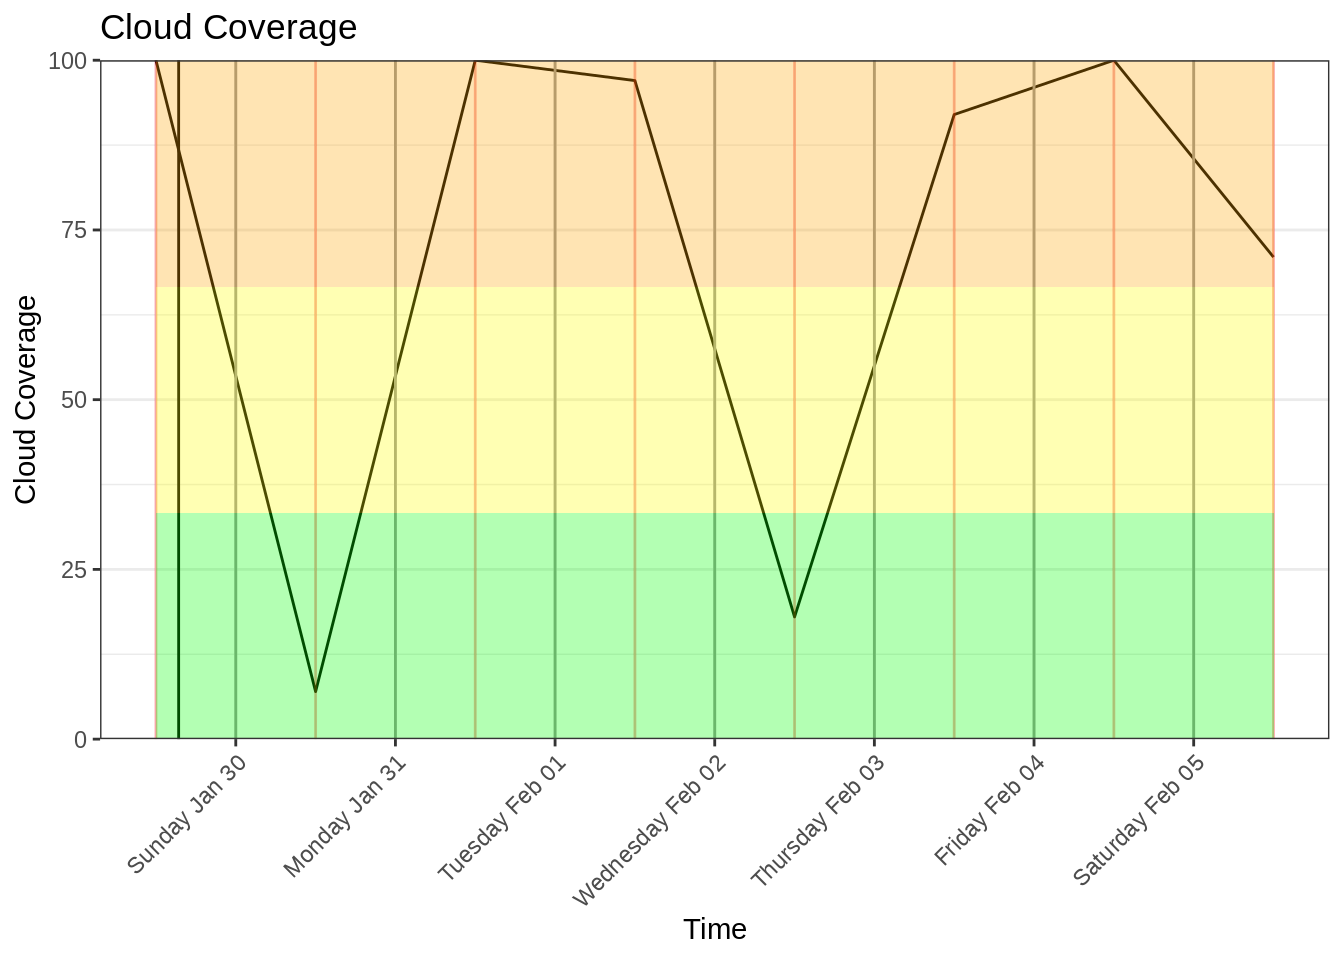 Cloud Coverage
100
75
50
25
0
Cloud Coverage
Sunday Jan 30
Monday Jan 31
Tuesday Feb 01
Wednesday Feb 02
Thursday Feb 03
Friday Feb 04
Saturday Feb 05
Time